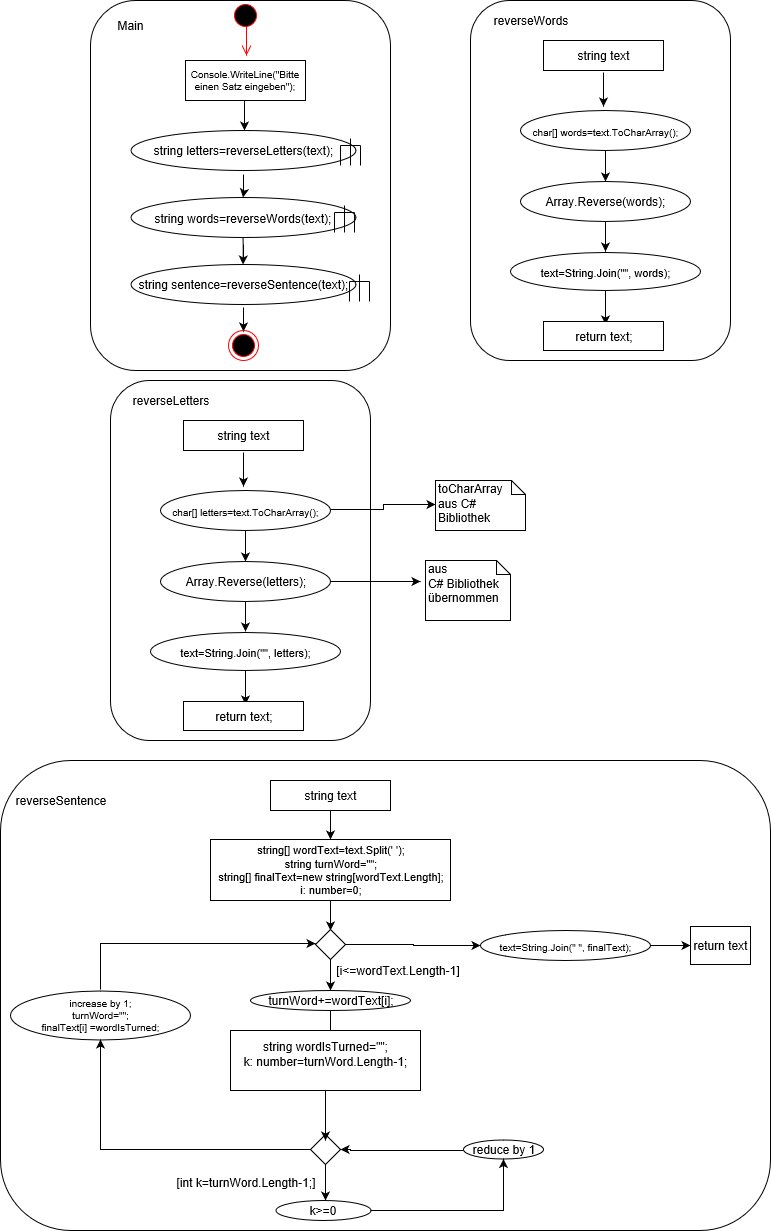 Main
Console.WriteLine("Bitte
einen Satz eingeben");
string letters=reverseLetters(text);
string words=reverseWords(text);
string sentence=reverseSentence(text);
reverseWords
string text
char[] words=text.ToCharArray();
Array.Reverse(words);
text=String.Join("", words);
return text;
reverseLetters
string text
char[] letters=text.ToCharArray();
toCharArray
aus C#
Bibliothek
Array.Reverse(letters);
aus
C# Bibliothek
übernommen
text=String.Join("", letters);
return text;
reverseSentence
string text
string[] wordText=text.Split(' ');
string turnWord="";
string[] finalText=new string[wordText.Length];
i: number=0;
text=String.Join(" ", finalText);
return text
[i<=wordText.Length-1]
turnWord+=wordText[i];
increase by 1;
turnWord="";
finalText[i] =wordIsTurned;
string wordIsTurned="";
k: number=turnWord.Length-1;
reduce by 1
[int k=turnWord.Length-1;]
k>=0